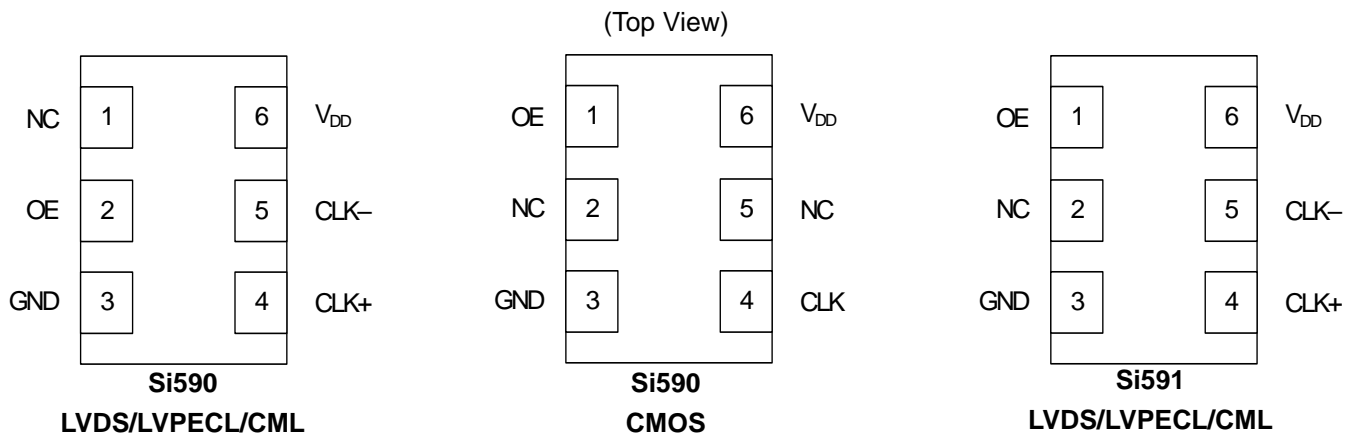 (Top View)
NC 1 6 VDD
OE 2 5 CLK–
GND 3 4 CLK+
Si590
LVDS/LVPECL/CML
OE 1 6 VDD
NC 2 5 NC
GND 3 4 CLK
Si590
CMOS
OE 1 6 VDD
NC 2 5 CLK–
GND 3 4 CLK+
Si591
LVDS/LVPECL/CML